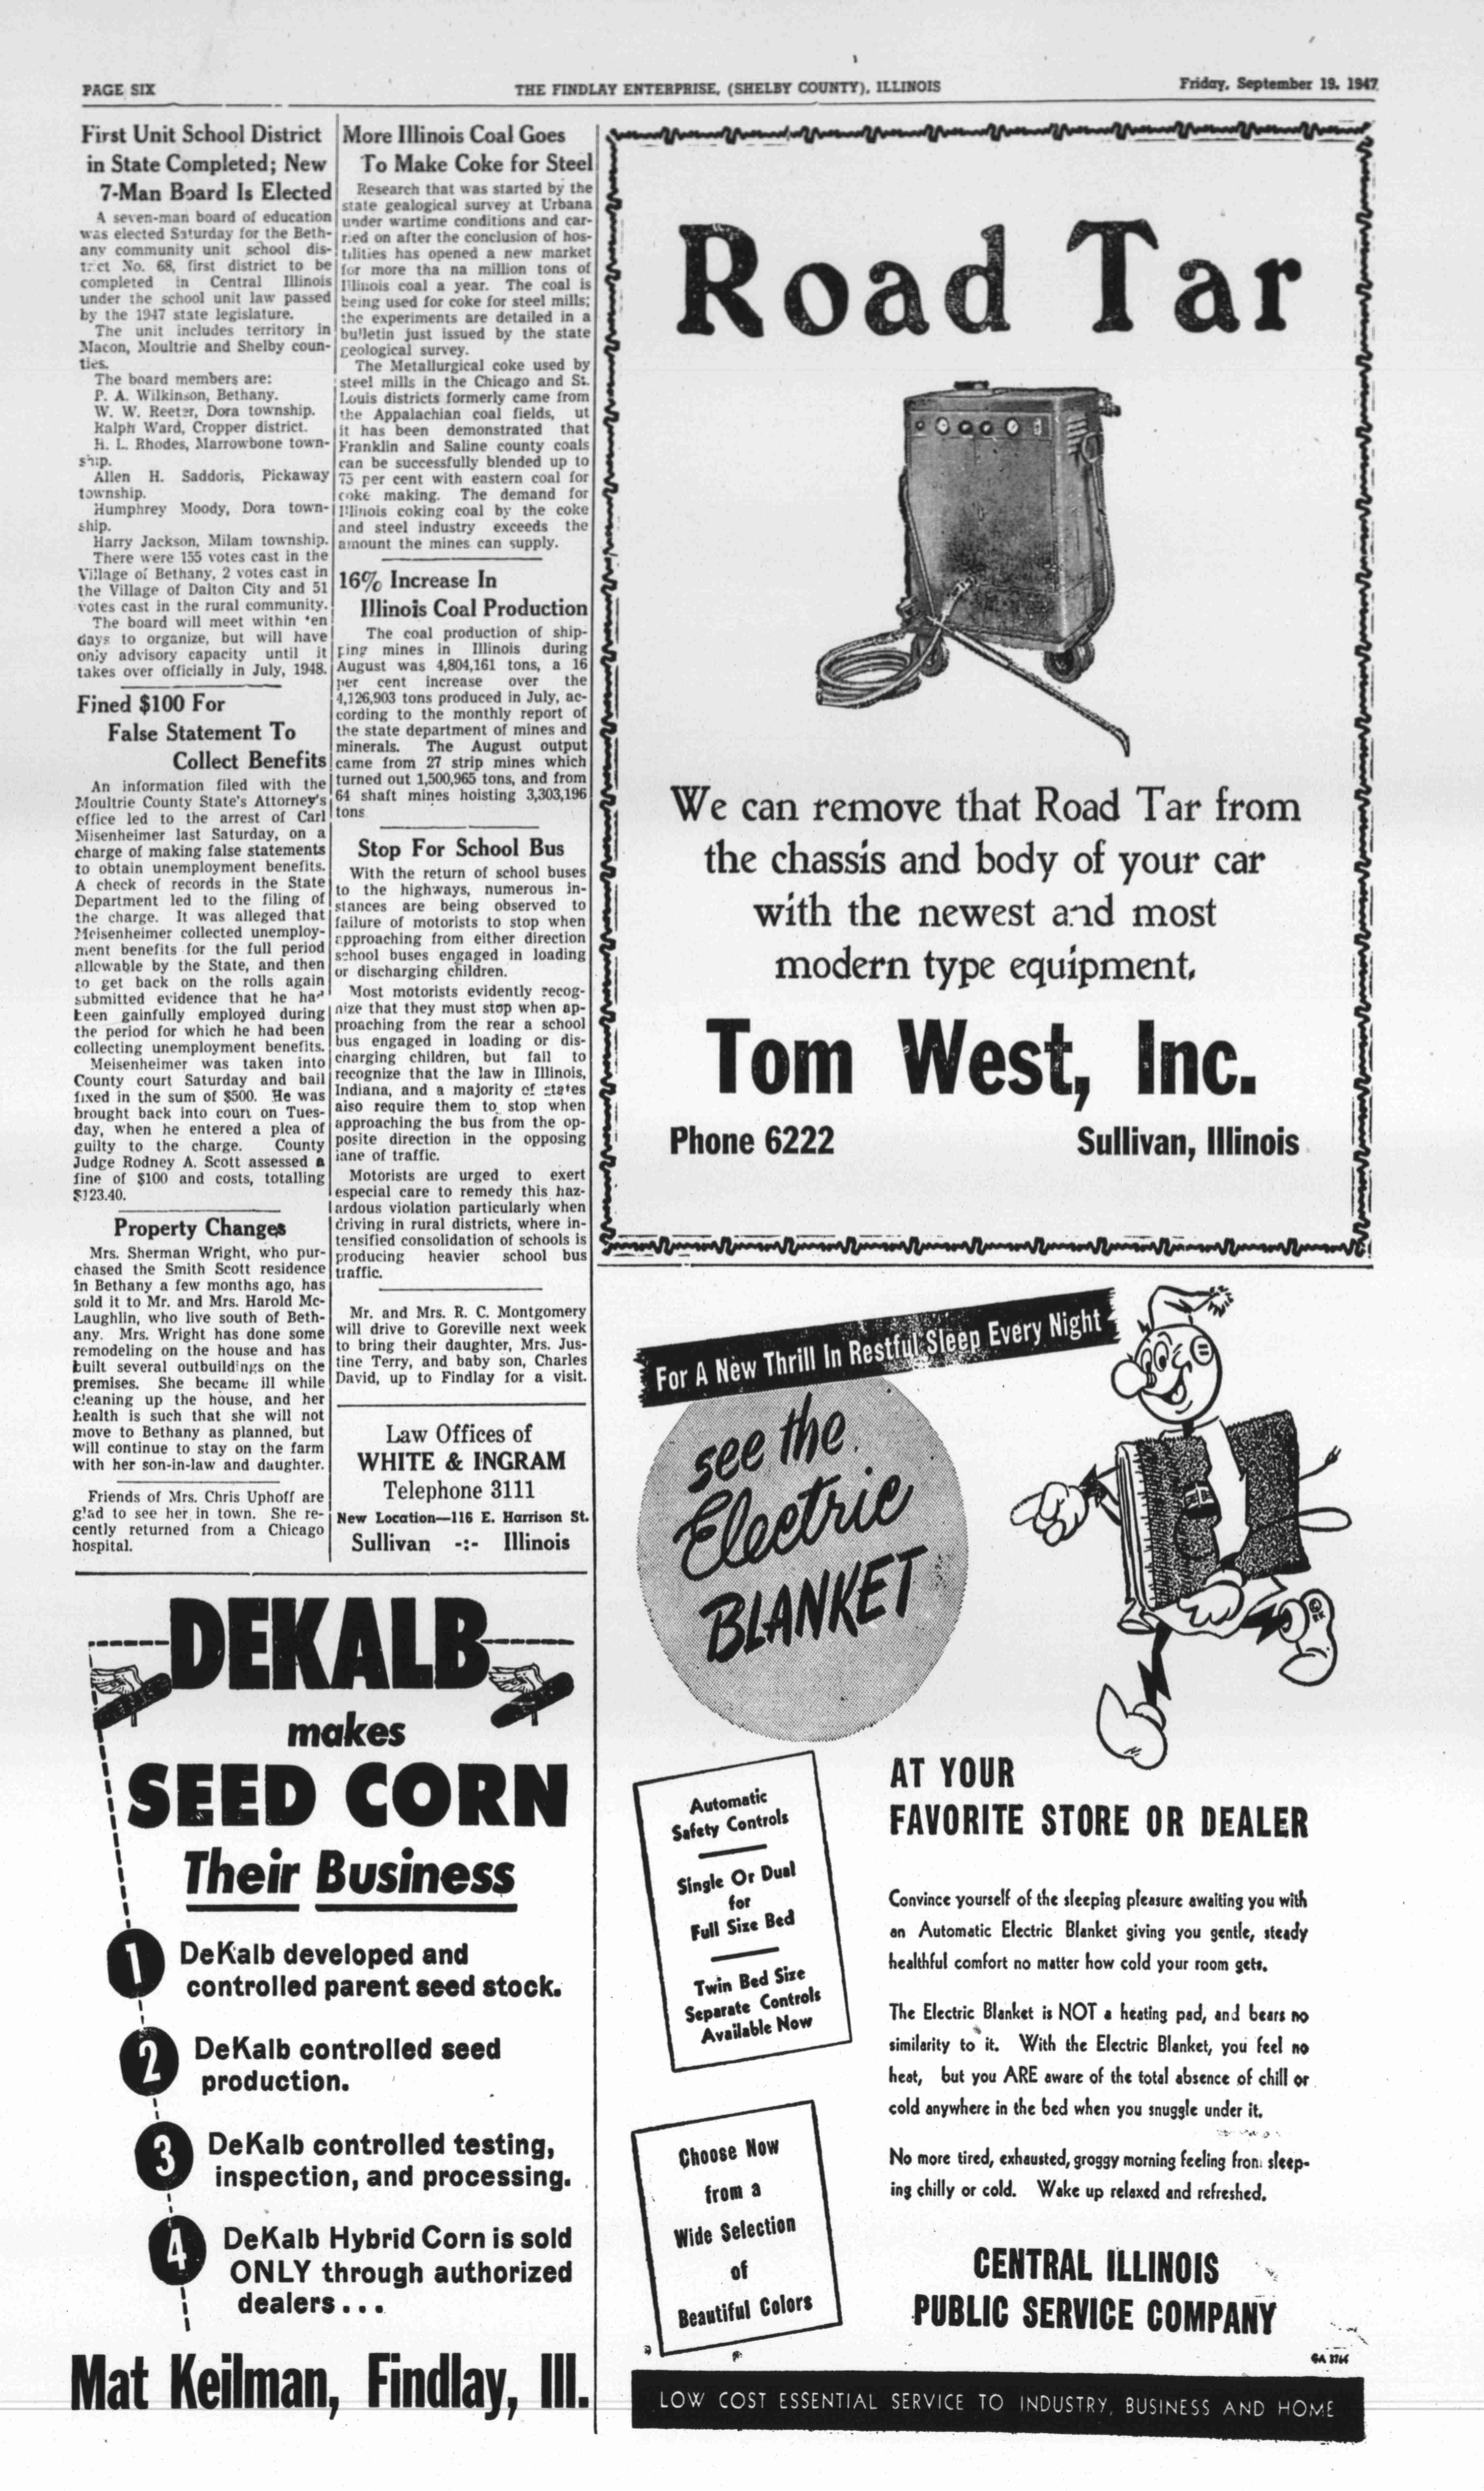 PAGE SIX
THE FINDLAY ENTERPRISE, (SHELBY COUNTY), ILLINOIS
Friday, September 19, 1947
First Unit School District
in State Completed; New
7-Man Board Is Elected
A seven-man board of education
was elected Saturday for the Beth-
any community unit school dis-
trict No. 68, first district to be
completed in Central Illinois
under the school unit law passed
by the 1947 state legislature.
The unit includes territory in
Macon, Moultrie and Shelby coun-
ties.
The board members are:
P. A. Wilkinson, Bethany.
W. W. Reeter, Dora township.
Ralph Ward, Cropper district.
H. L. Rhodes, Marrowbone town-
ship.
Allen H. Saddoris, Pickaway
township.
Humphrey Moody, Dora town-
ship.
Harry Jackson, Milam township.
There were 155 votes cast in the
Village of Bethany, 2 votes cast in
the Village of Dalton City and 51
votes cast in the rural community.
The board will meet within ten
days to organize, but will have
only advisory capacity until it
takes over officially in July, 1948.
Fined $100 For
False Statement To
Collect Benefits
An information filed with the
Moultrie County State's Attorney's
office led to the arrest of Carl
Misenheimer last Saturday, on a
charge of making false statements
to obtain unemployment benefits.
A check of records in the State
Department led to the filing of
the charge. It was alleged that
Meisenheimer collected unemploy-
ment benefits for the full period
allowable by the State, and then
to get back on the rolls again
submitted evidence that he had
been gainfully employed during
the period for which he had been
collecting unemployment benefits.
Meisenheimer was taken into
County court Saturday and bail
fixed in the sum of $500. He was
brought back into court on Tues-
day, when he entered a plea of
guilty to the charge. County
Judge Rodney A. Scott assessed a
fine of $100 and costs, totalling
$123.40.
Property Changes
Mrs. Sherman Wright, who pur-
chased the Smith Scott residence
in Bethany a few months ago, has
sold it to Mr. and Mrs. Harold Mc-
Laughlin, who live south of Beth-
any. Mrs. Wright has done some
remodeling on the house and has
built several outbuildings on the
premises. She became ill while
cleaning up the house, and her
health is such that she will not
move to Bethany as planned, but
will continue to stay on the farm
with her son-in-law and daughter.
Friends of Mrs. Chris Uphoff are
glad to see her in town. She re-
cently returned from a Chicago
hospital.
More Illinois Coal Goes
To Make Coke for Steel
Research that was started by the
state gealogical survey at Urbana
under wartime conditions and car-
ried on after the conclusion of hos-
tilities has opened a new market
for more tha na million tons of
Illinois coal a year. The coal is
being used for coke for steel mills;
the experiments are detailed in a
bulletin just issued by the state
geological survey.
The Metallurgical coke used by
steel mills in the Chicago and St.
Louis districts formerly came from
the Appalachian coal fields, ut
it has been demonstrated that
Franklin and Saline county coals
can be successfully blended up to
75 per cent with eastern coal for
coke making. The demand for
Illinois coking coal by the coke
and steel industry exceeds the
amount the mines can supply.
16% Increase In
Illinois Coal Production
The coal production of ship-
ping mines in Illinois during
August was 4,804,161 tons, a 16
per cent increase over the
4,126,903 tons produced in July, ac-
cording to the monthly report of
the state department of mines and
minerals. The August output
came from 27 strip mines which
turned out 1,500,965 tons, and from
64 shaft mines hoisting 3,303,196
tons
Stop For School Bus
With the return of school buses
to the highways, numerous in-
stances are being observed to
failure of motorists to stop when
approaching from either direction
school buses engaged in loading
or discharging children.
Most motorists evidently recog-
nize that they must stop when ap-
proaching from the rear a school
bus engaged in loading or dis-
charging children, but fail to
recognize that the law in Illinois,
Indiana, and a majority of states
also require them to stop when
approaching the bus from the op-
posite direction in the opposing
lane of traffic.
Motorists are urged to exert
especial care to remedy this haz-
ardous violation particularly when
driving in rural districts, where in-
tensified consolidation of schools is
producing heavier school bus
traffic.
Mr. and Mrs. R. C. Montgomery
will drive to Goreville next week
to bring their daughter, Mrs. Jus-
tine Terry, and baby son, Charles
David, up to Findlay for a visit.
Law Offices of
WHITE & INGRAM
Telephone 3111
New Location—116 E. Harrison St.
Sullivan -:- Illinois
DEKALB
makes
SEED CORN
Their Business
1 DeKalb developed and
controlled parent seed stock.
2 DeKalb controlled seed
production.
3 DeKalb controlled testing,
inspection, and processing.
4 DeKalb Hybrid Corn is sold
ONLY through authorized
dealers...
Mat Keilman, Findlay, Ill.
Road Tar
We can remove that Road Tar from
the chassis and body of your car
with the newest and most
modern type equipment.
Tom West, Inc.
Phone 6222 Sullivan, Illinois
For A New Thrill In Restful Sleep Every Night
see the
Electric
BLANKET
Automatic
Safety Controls
Single Or Dual
for
Full Size Bed
Twin Bed Size
Separate Controls
Available Now
Choose Now
from a
Wide Selection
of
Beautiful Colors
AT YOUR
FAVORITE STORE OR DEALER
Convince yourself of the sleeping pleasure awaiting you with
an Automatic Electric Blanket giving you gentle, steady
healthful comfort no matter how cold your room gets.
The Electric Blanket is NOT a heating pad, and bears no
similarity to it. With the Electric Blanket, you feel no
heat, but you ARE aware of the total absence of chill or
cold anywhere in the bed when you snuggle under it.
No more tired, exhausted, groggy morning feeling from sleep-
ing chilly or cold. Wake up relaxed and refreshed.
CENTRAL ILLINOIS
PUBLIC SERVICE COMPANY
LOW COST ESSENTIAL SERVICE TO INDUSTRY, BUSINESS AND HOME